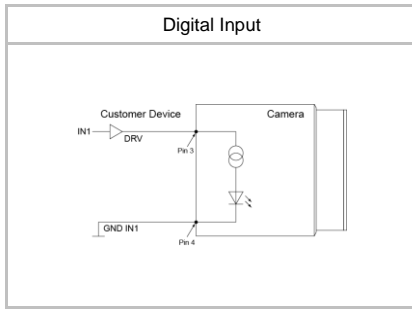 Digital Input
Customer Device
Camera
IN1
DRV
Pin 3
GND IN1
Pin 4